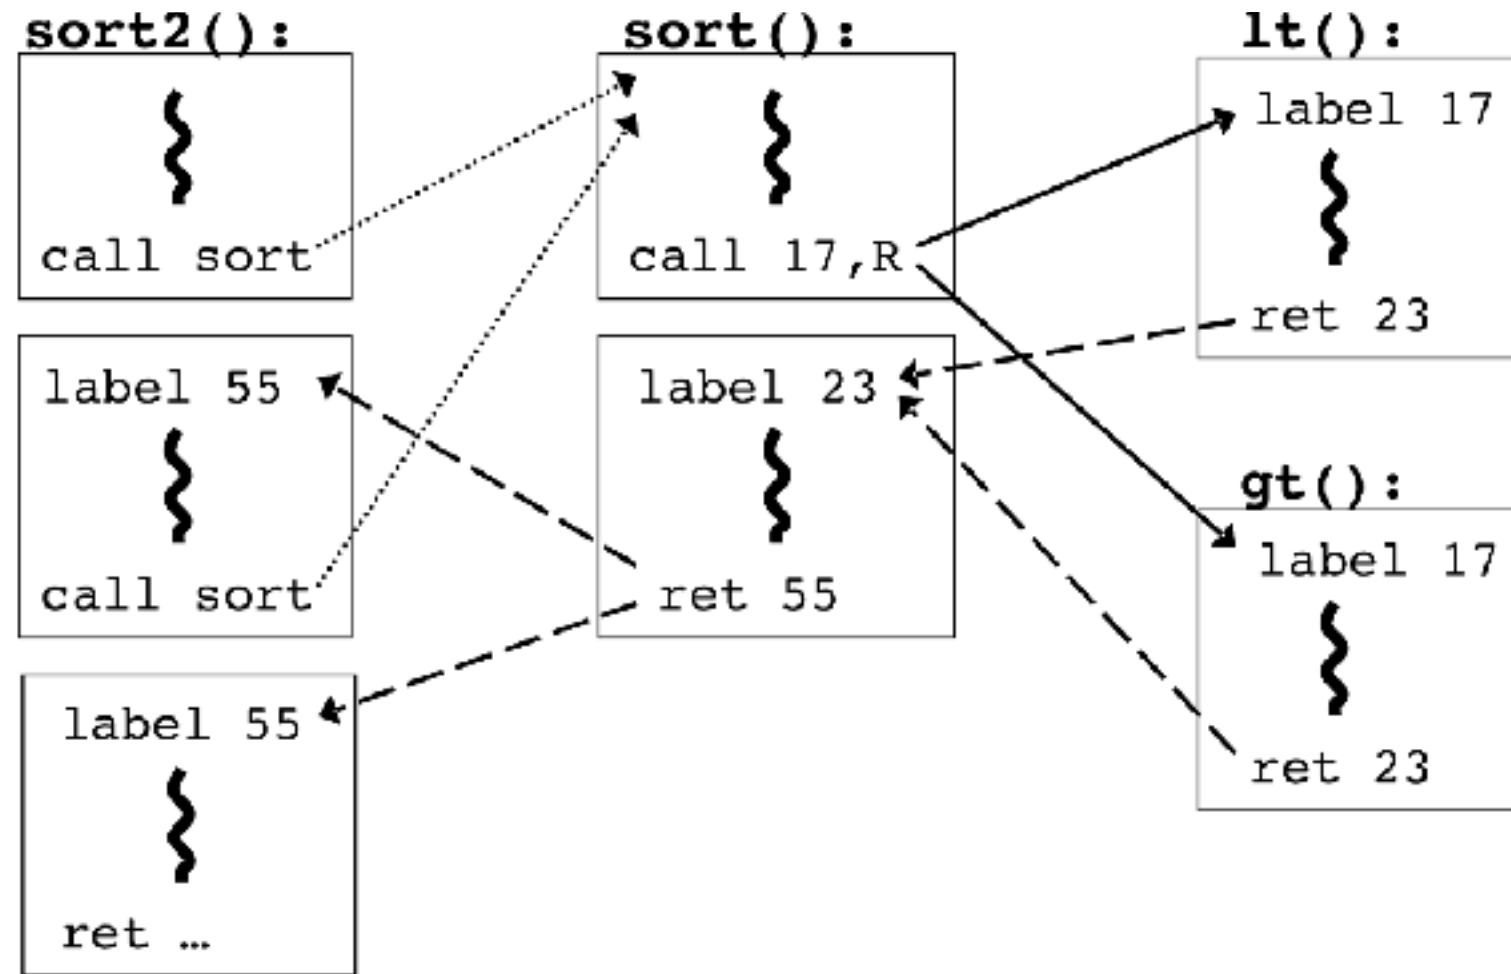 sort2():
call sort
label 55
call sort
label 55
ret …
sort():
call 17,R
label 23
ret 55
lt():
label 17
ret 23
gt():
label 17
ret 23